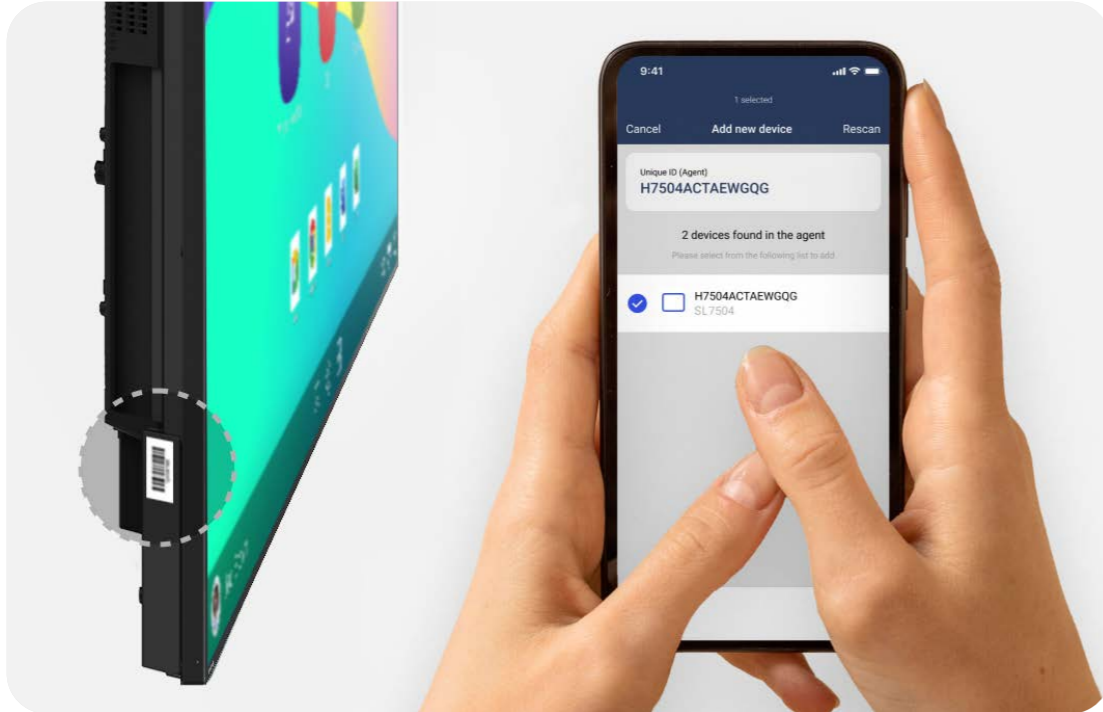 9:41
1 selected
Cancel Add new device Rescan
Unique ID (Agent)
H7504ACTAEWGQG
2 devices found in the agent
Please select from the following list to add.
H7504ACTAEWGQG
SL7504